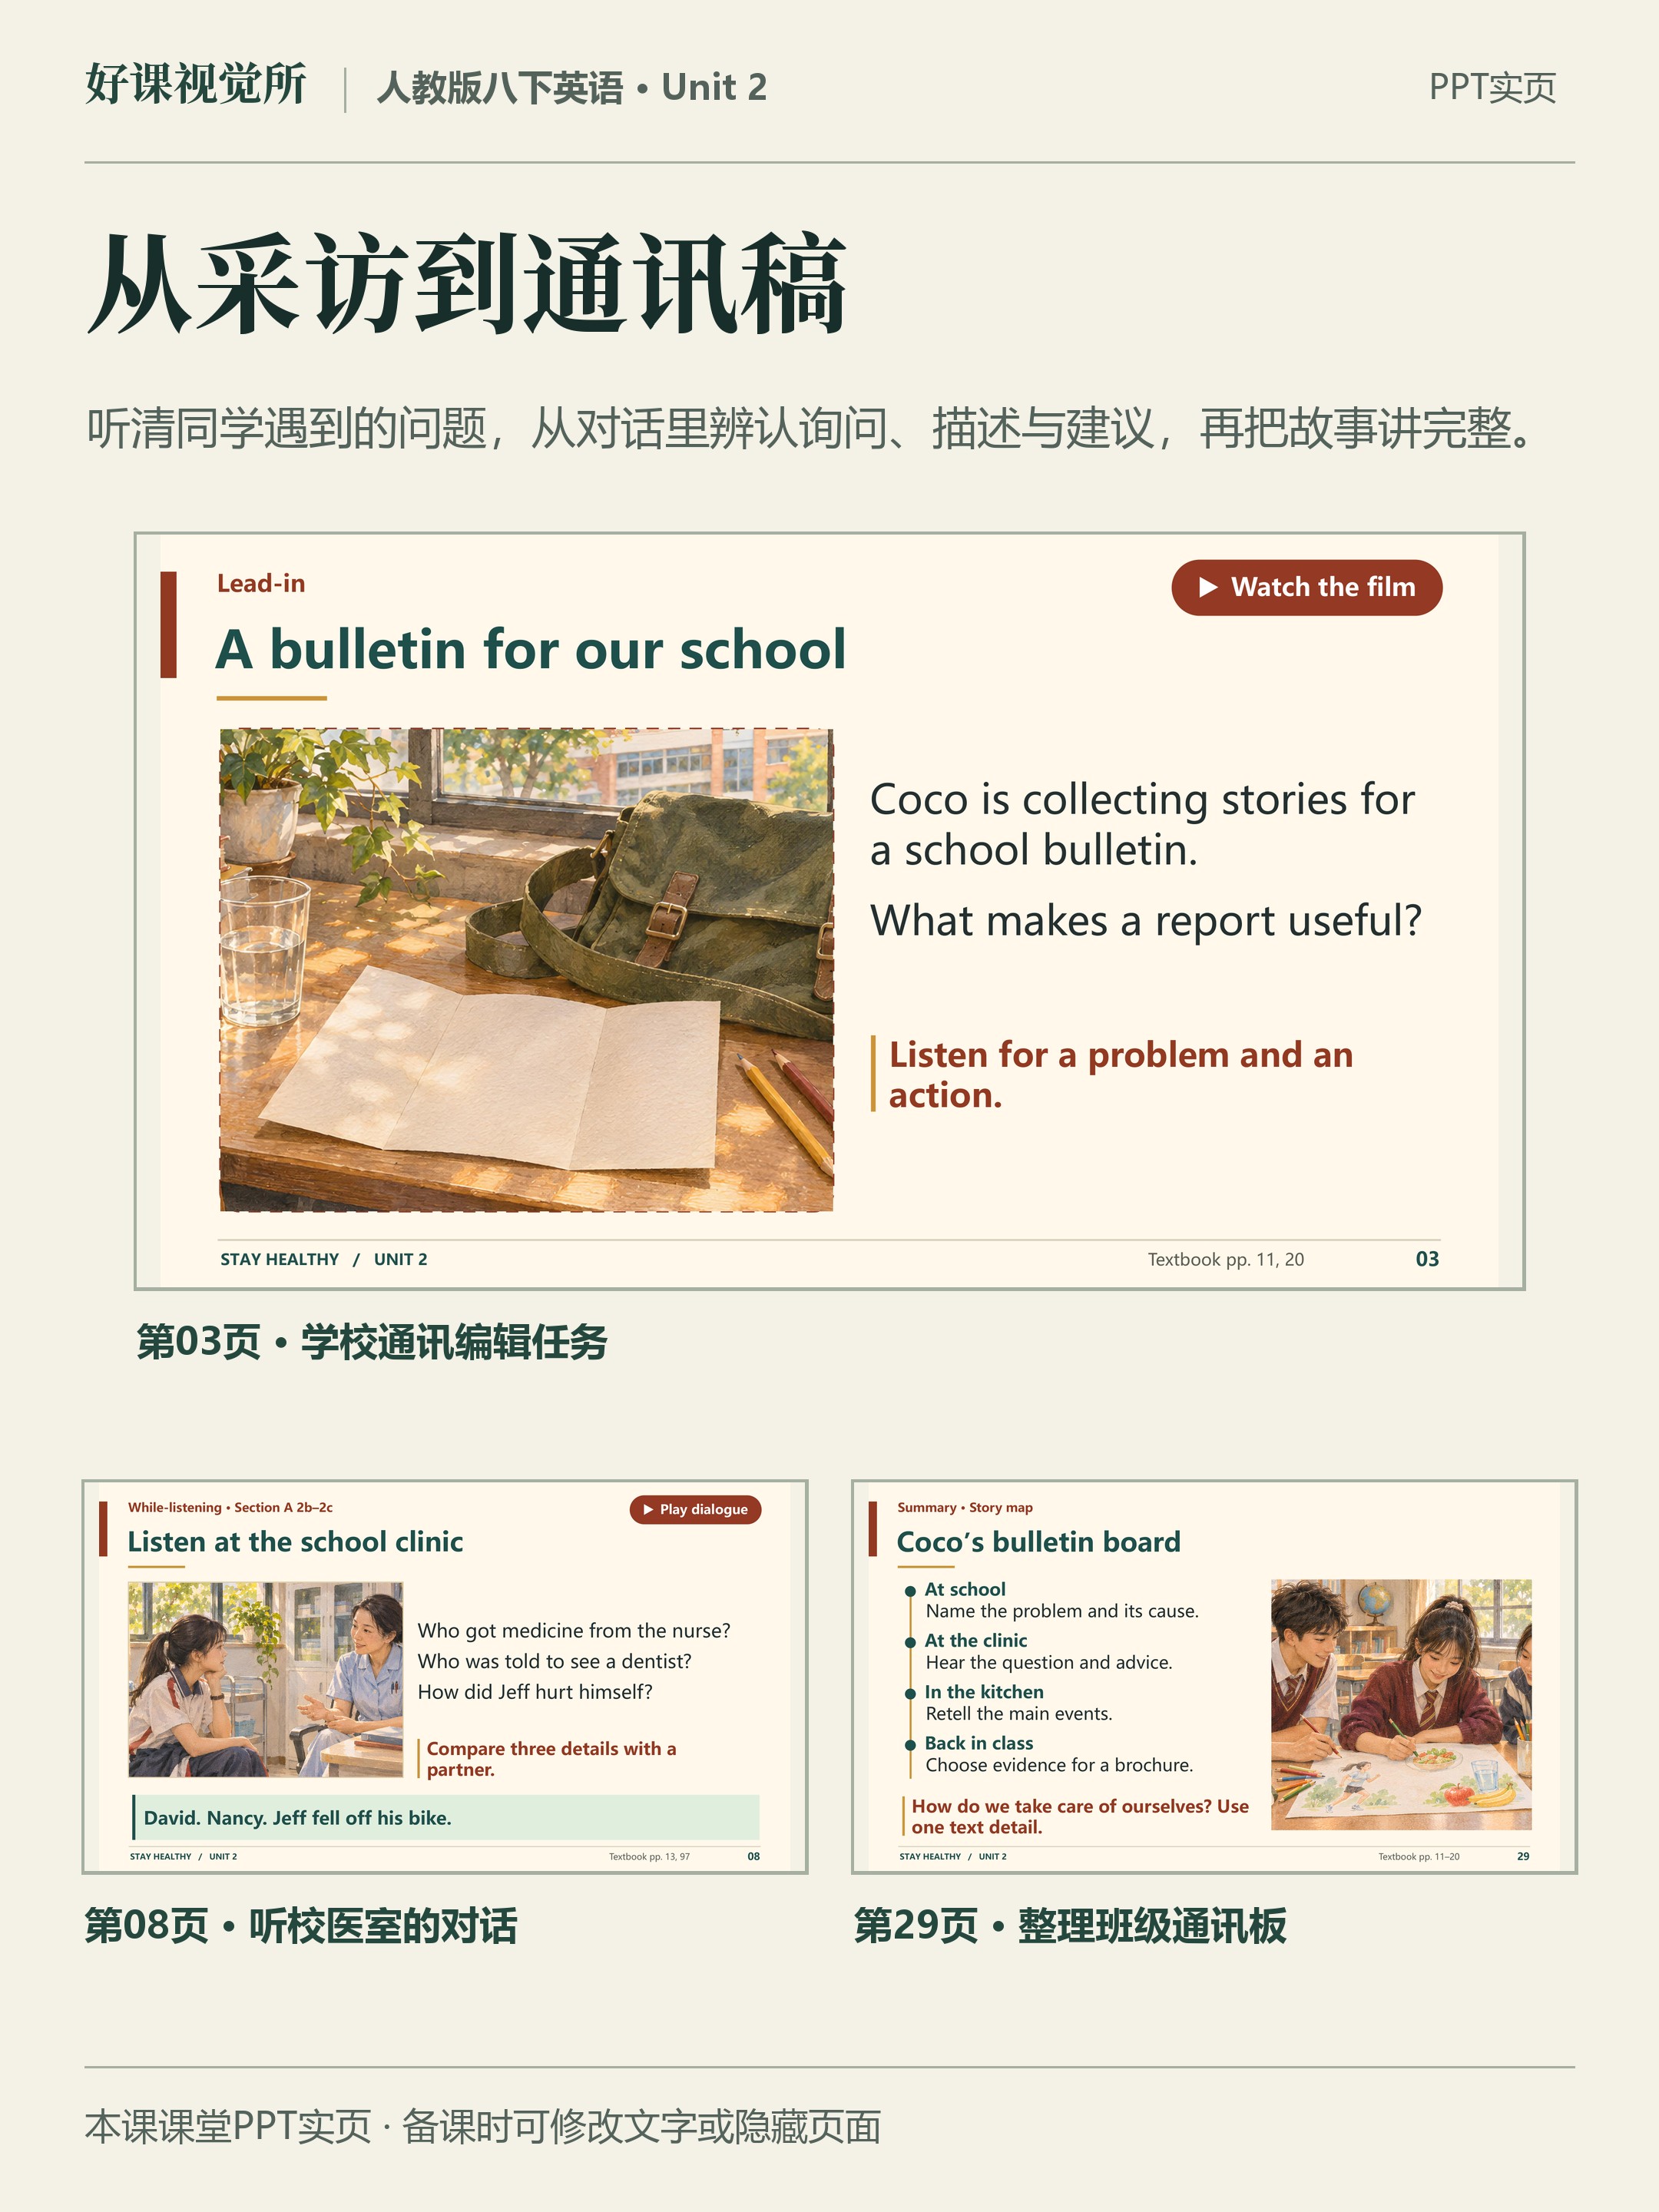 好课视觉所
人教版八下英语 • Unit 2
PPT实页
从采访到通讯稿
听清同学遇到的问题，从对话里辨认询问、描述与建议，再把故事讲完整。
Lead-in
▶ Watch the film
A bulletin for our school
Coco is collecting stories for
a school bulletin.
What makes a report useful?
Listen for a problem and an
action.
STAY HEALTHY / UNIT 2
Textbook pp. 11, 20
03
第03页 • 学校通讯编辑任务
While-listening • Section A 2b–2c
▶ Play dialogue
Listen at the school clinic
Who got medicine from the nurse?
Who was told to see a dentist?
How did Jeff hurt himself?
Compare three details with a
partner.
David. Nancy. Jeff fell off his bike.
STAY HEALTHY / UNIT 2
Textbook pp. 13, 97
08
第08页 • 听校医室的对话
Summary • Story map
Coco’s bulletin board
At school
Name the problem and its cause.
At the clinic
Hear the question and advice.
In the kitchen
Retell the main events.
Back in class
Choose evidence for a brochure.
How do we take care of ourselves? Use
one text detail.
STAY HEALTHY / UNIT 2
Textbook pp. 11–20
29
第29页 • 整理班级通讯板
本课课堂PPT实页 · 备课时可修改文字或隐藏页面